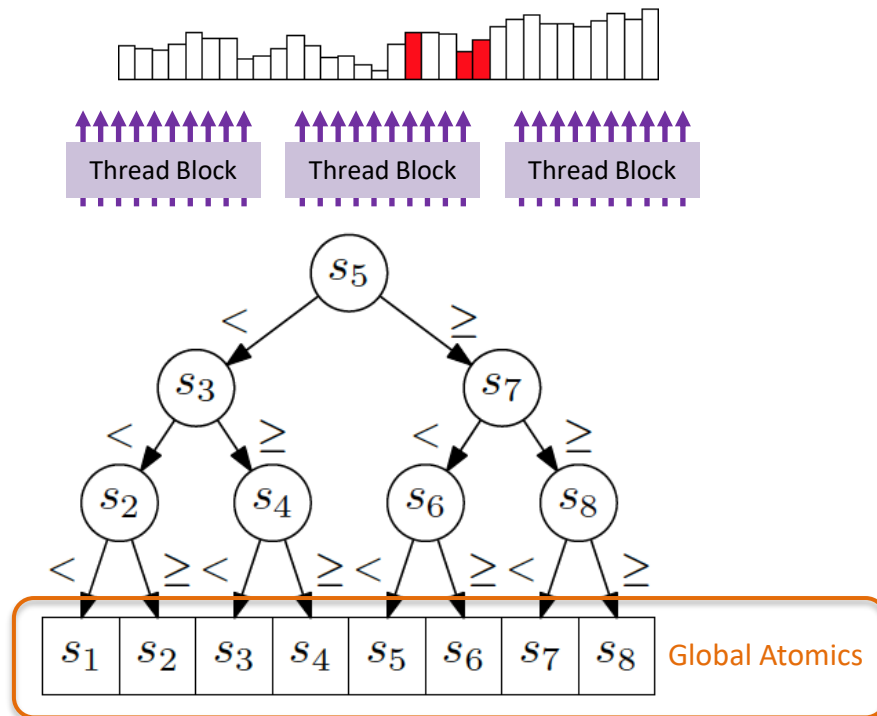 Thread Block Thread Block Thread Block
s5
< ≥
s3 s7
< ≥ < ≥
s2 s4 s6 s8
< ≥ < ≥ < ≥ < ≥
s1 s2 s3 s4 s5 s6 s7 s8 Global Atomics